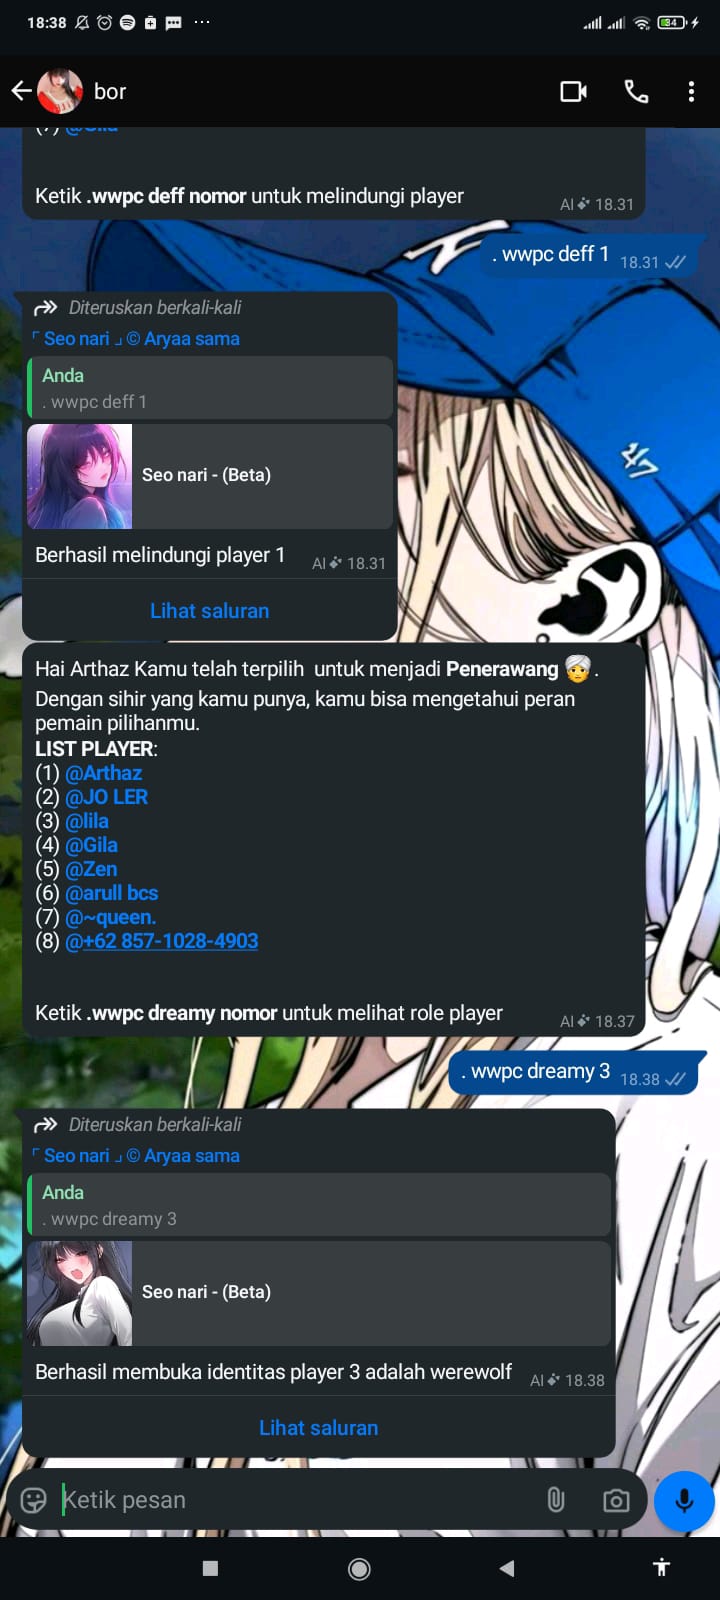 18:38
84
bor
Ketik .wwpc deff nomor untuk melindungi player
AI 18.31
. wwpc deff 1
18.31
Diteruskan berkali-kali
「 Seo nari 」© Aryaa sama
Anda
. wwpc deff 1
Seo nari - (Beta)
Berhasil melindungi player 1
AI 18.31
Lihat saluran
Hai Arthaz Kamu telah terpilih untuk menjadi Penerawang 👳.
Dengan sihir yang kamu punya, kamu bisa mengetahui peran
pemain pilihanmu.
LIST PLAYER:
(1) @Arthaz
(2) @JO LER
(3) @lila
(4) @Gila
(5) @Zen
(6) @arull bcs
(7) @~queen.
(8) @+62 857-1028-4903
Ketik .wwpc dreamy nomor untuk melihat role player
AI 18.37
. wwpc dreamy 3
18.38
Diteruskan berkali-kali
「 Seo nari 」© Aryaa sama
Anda
. wwpc dreamy 3
Seo nari - (Beta)
Berhasil membuka identitas player 3 adalah werewolf
AI 18.38
Lihat saluran
Ketik pesan